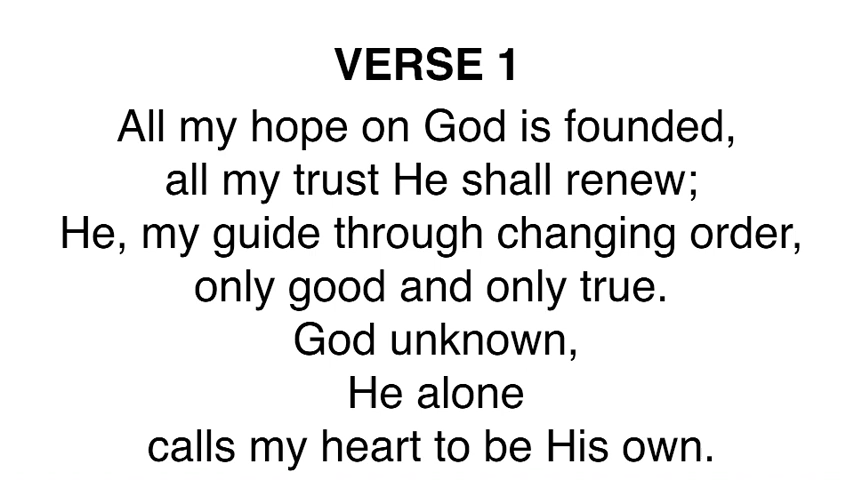 VERSE 1
All my hope on God is founded,
all my trust He shall renew;
He, my guide through changing order,
only good and only true.
God unknown,
He alone
calls my heart to be His own.